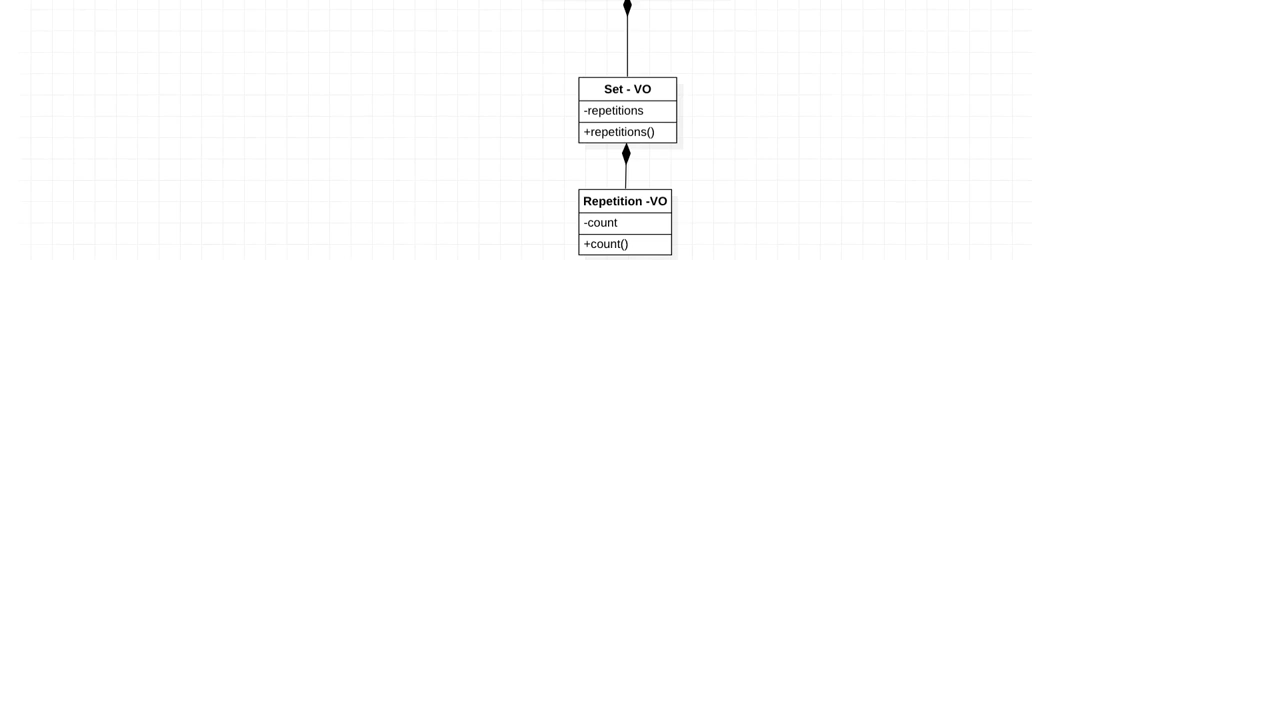 Set - VO
-repetitions
+repetitions()
Repetition -VO
-count
+count()